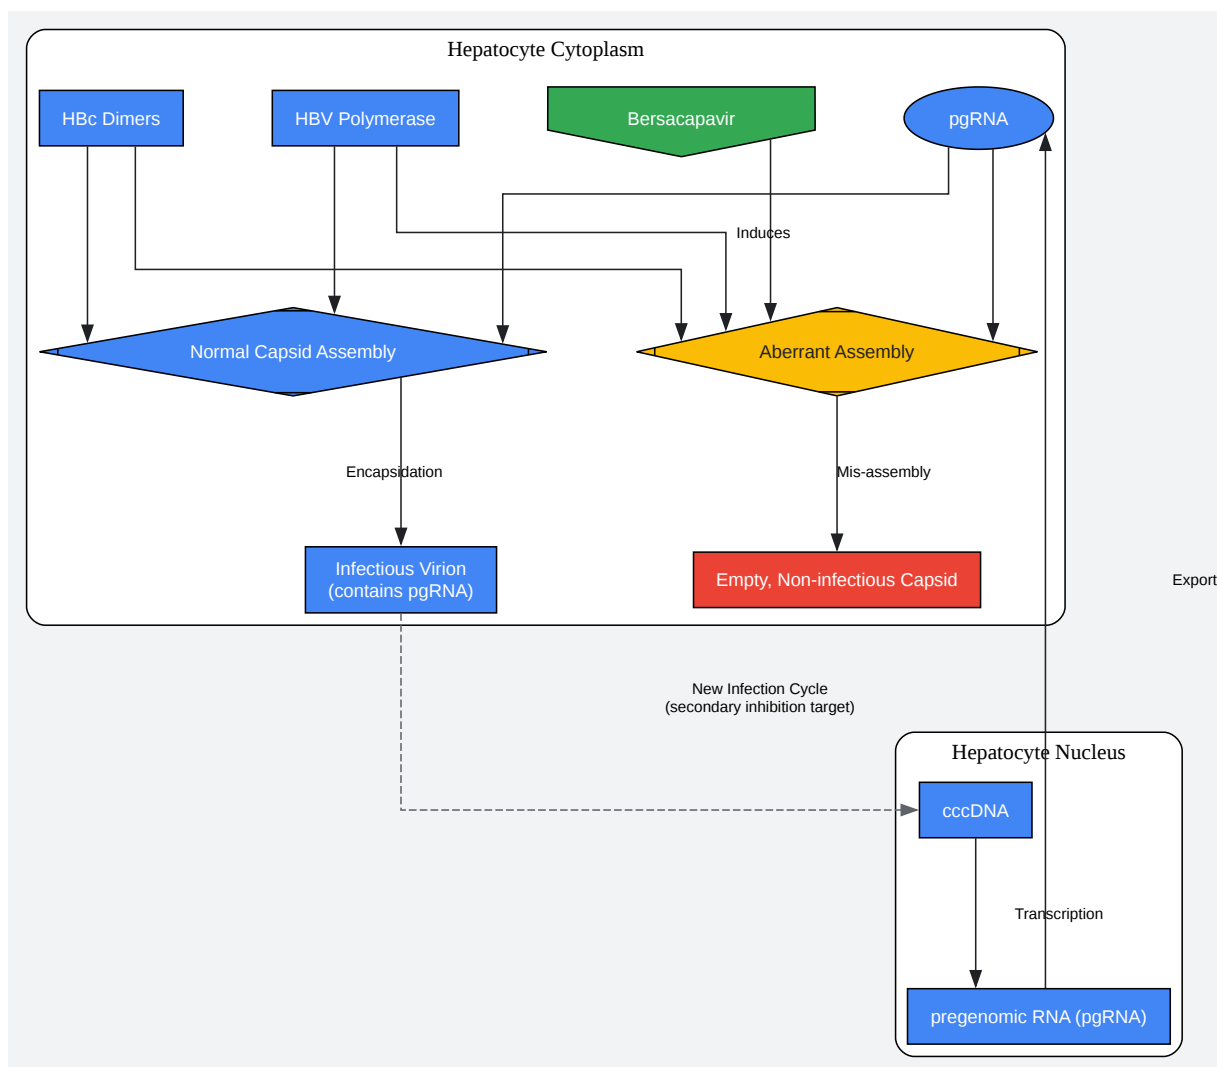 Hepatocyte Cytoplasm
HBc Dimers
HBV Polymerase
Bersacapavir
pgRNA
Induces
Normal Capsid Assembly
Aberrant Assembly
Encapsidation
Mis-assembly
Infectious Virion
(contains pgRNA)
Empty, Non-infectious Capsid
Export
New Infection Cycle
(secondary inhibition target)
Hepatocyte Nucleus
cccDNA
Transcription
pregenomic RNA (pgRNA)